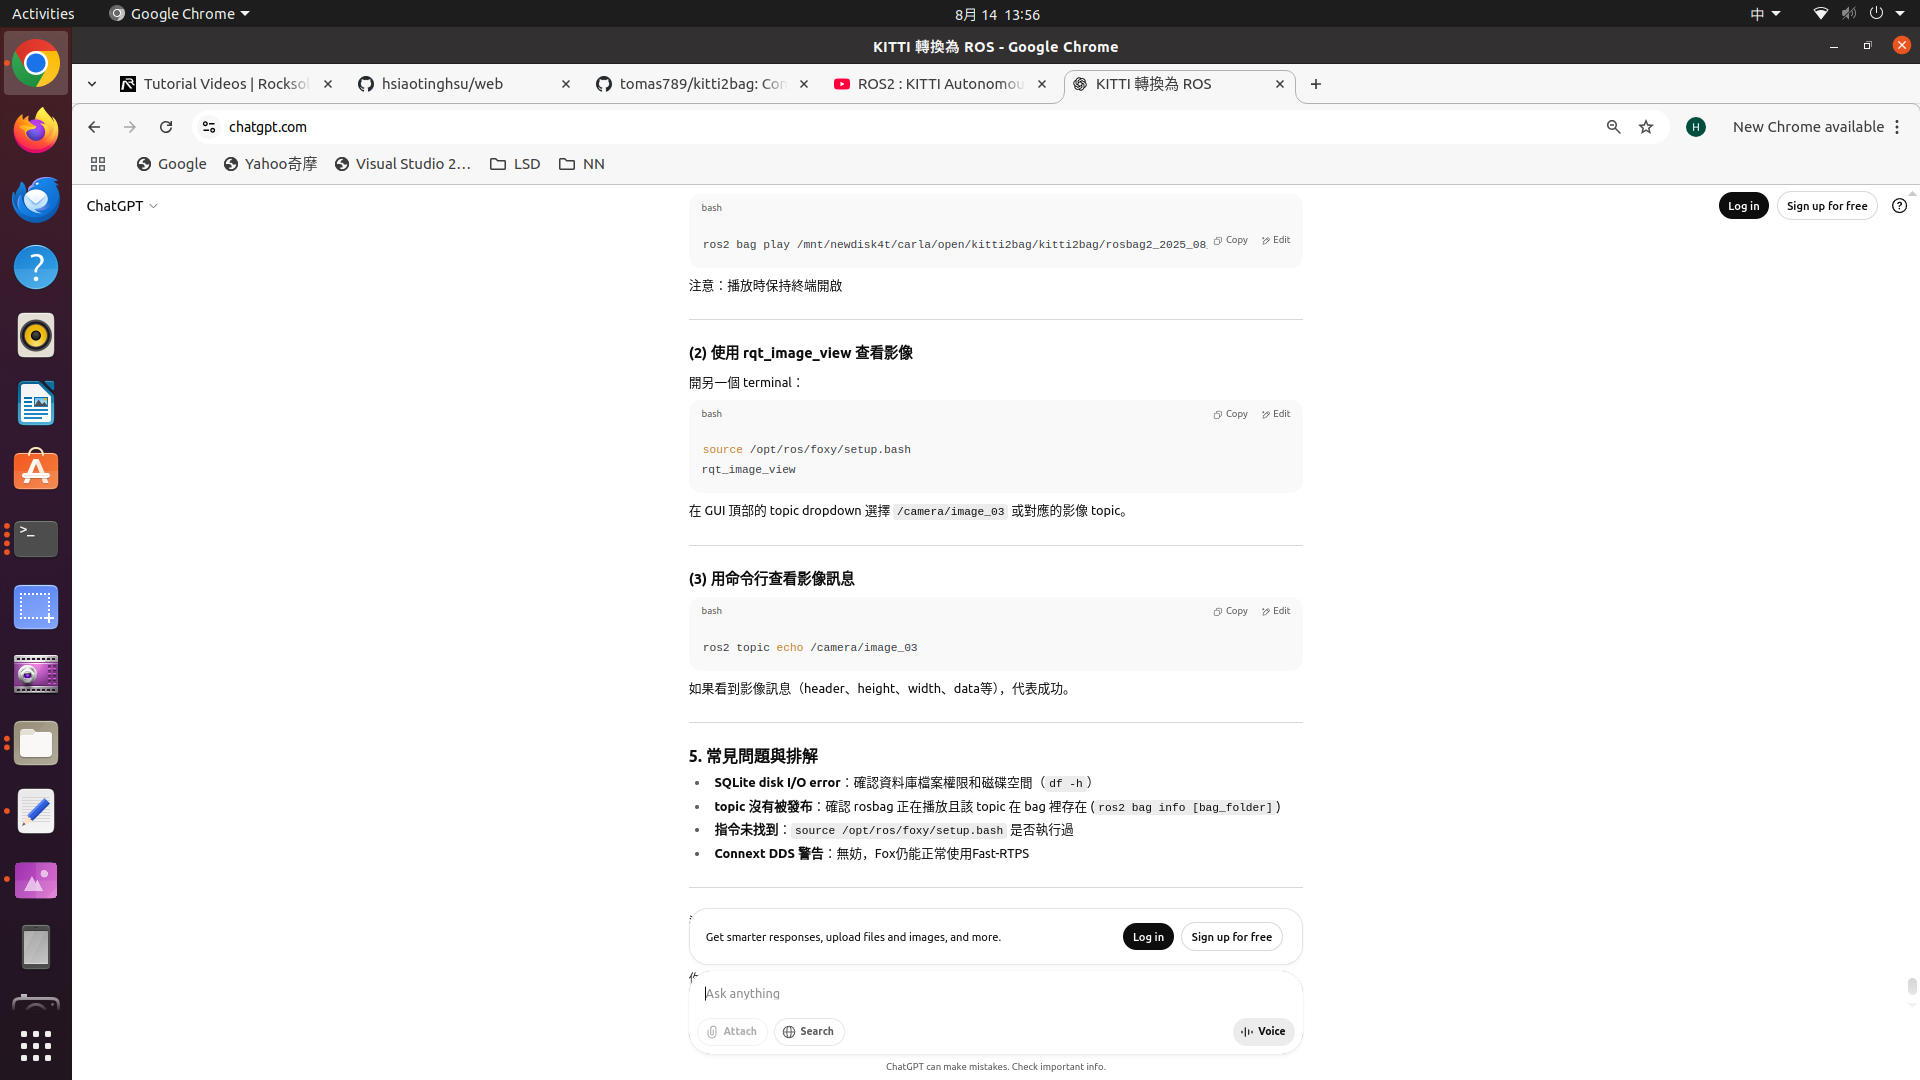 Activities
Google Chrome
8月 14 13:56
中
KITTI 轉換為 ROS - Google Chrome
Tutorial Videos | Rocksol
hsiaotinghsu/web
tomas789/kitti2bag: Con
ROS2 : KITTI Autonomou
KITTI 轉換為 ROS
chatgpt.com
H
New Chrome available
Google
Yahoo奇摩
Visual Studio 2…
LSD
NN
ChatGPT
Log in
Sign up for free
bash
Copy
Edit
ros2 bag play /mnt/newdisk4t/carla/open/kitti2bag/kitti2bag/rosbag2_2025_08
注意：播放時保持終端開啟
(2) 使用 rqt_image_view 查看影像
開另一個 terminal：
bash
Copy
Edit
source /opt/ros/foxy/setup.bash
rqt_image_view
在 GUI 頂部的 topic dropdown 選擇 /camera/image_03 或對應的影像 topic。
(3) 用命令行查看影像訊息
bash
Copy
Edit
ros2 topic echo /camera/image_03
如果看到影像訊息（header、height、width、data等），代表成功。
5. 常見問題與排解
• SQLite disk I/O error：確認資料庫檔案權限和磁碟空間（df -h）
• topic 沒有被發布：確認 rosbag 正在播放且該 topic 在 bag 裡存在 (ros2 bag info [bag_folder])
• 指令未找到：source /opt/ros/foxy/setup.bash 是否執行過
• Connext DDS 警告：無妨，Fox仍能正常使用Fast-RTPS
Get smarter responses, upload files and images, and more.
Log in
Sign up for free
Ask anything
Attach
Search
Voice
ChatGPT can make mistakes. Check important info.